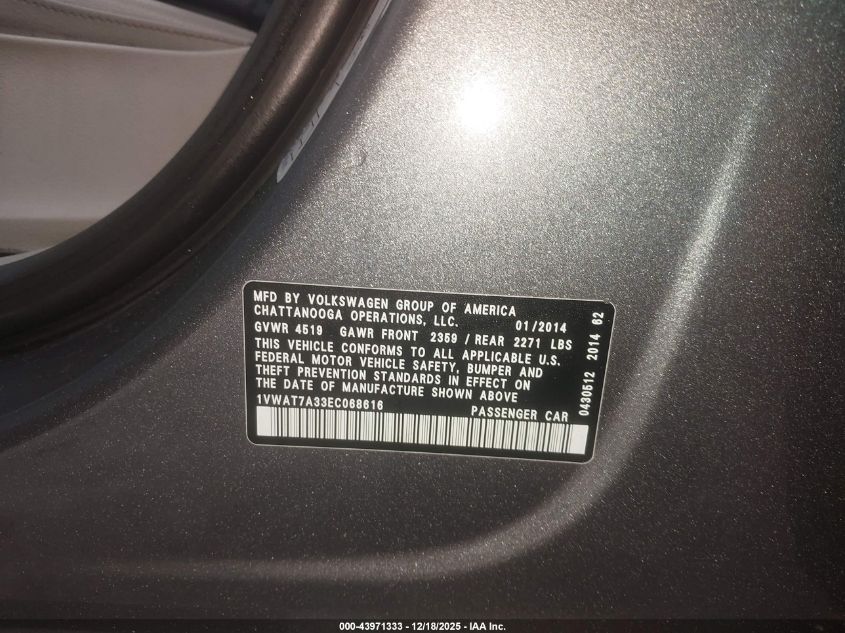 MFD BY VOLKSWAGEN GROUP OF AMERICA
CHATTANOOGA OPERATIONS, LLC. 01/2014
GVWR 4519 GAWR FRONT 2359 / REAR 2271 LBS
THIS VEHICLE CONFORMS TO ALL APPLICABLE U.S.
FEDERAL MOTOR VEHICLE SAFETY, BUMPER AND
THEFT PREVENTION STANDARDS IN EFFECT ON
THE DATE OF MANUFACTURE SHOWN ABOVE
1VWAT7A33EC068616 PASSENGER CAR
0430512 2014 62
000-43971333 - 12/18/2025 - IAA Inc.